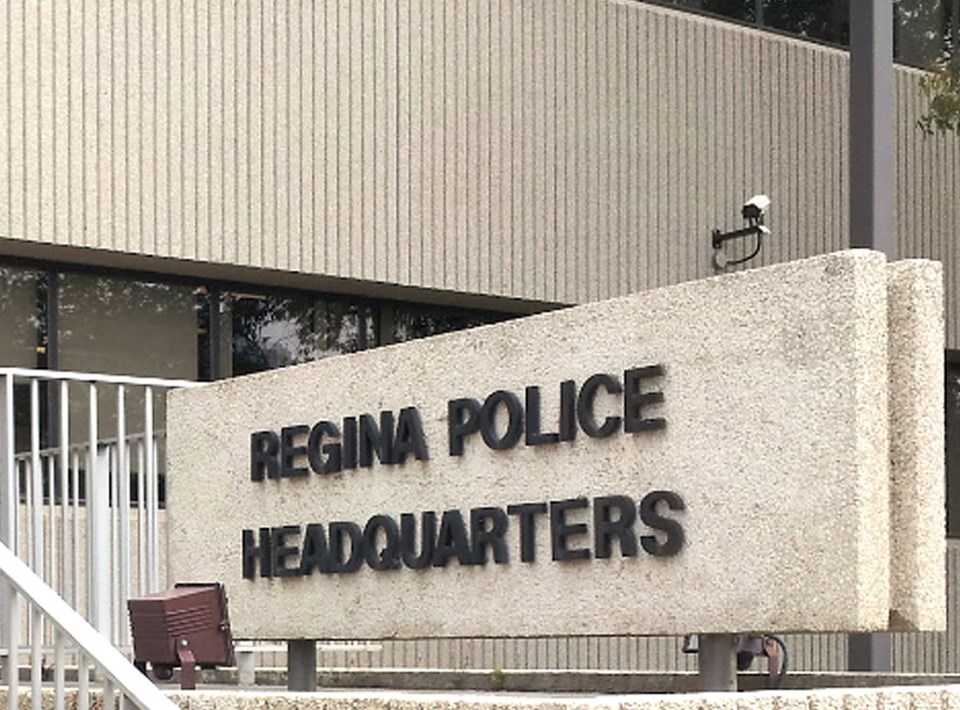 REGINA POLICE
HEADQUARTERS